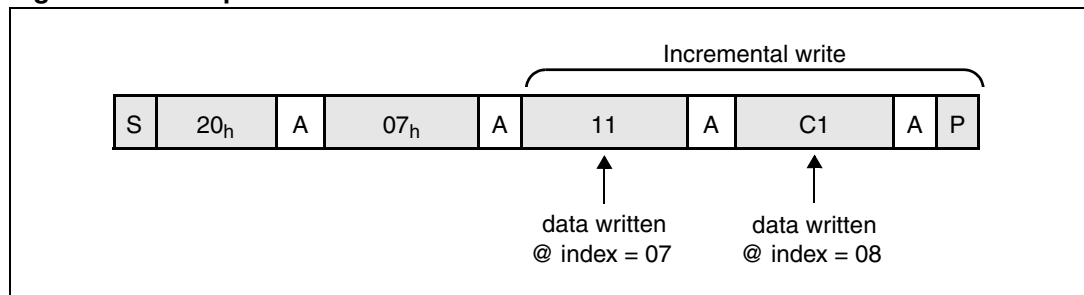 Incremental write
S 20h A 07h A 11 A C1 A P
data written
@ index = 07
data written
@ index = 08